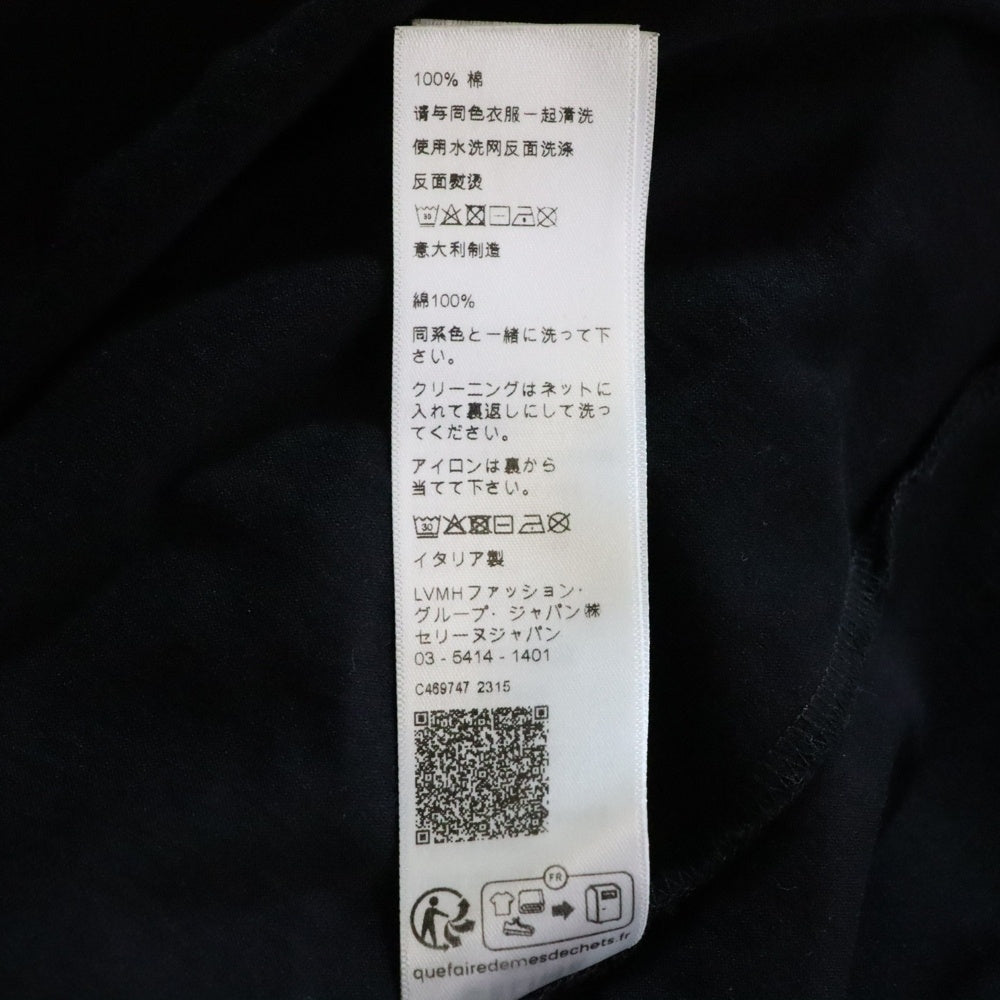 100% 棉
请与同色衣服一起清洗
使用水洗网反面洗涤
反面熨烫
30
意大利制造
綿100%
同系色と一緒に洗って下
さい。
クリーニングはネットに
入れて裏返しにして洗っ
てください。
アイロンは裏から
当てて下さい。
30
イタリア製
LVMHファッション・
グループ・ジャパン㈱
セリーヌジャパン
03 - 5414 - 1401
C469747 2315
FR
quefairedemesdechets.fr